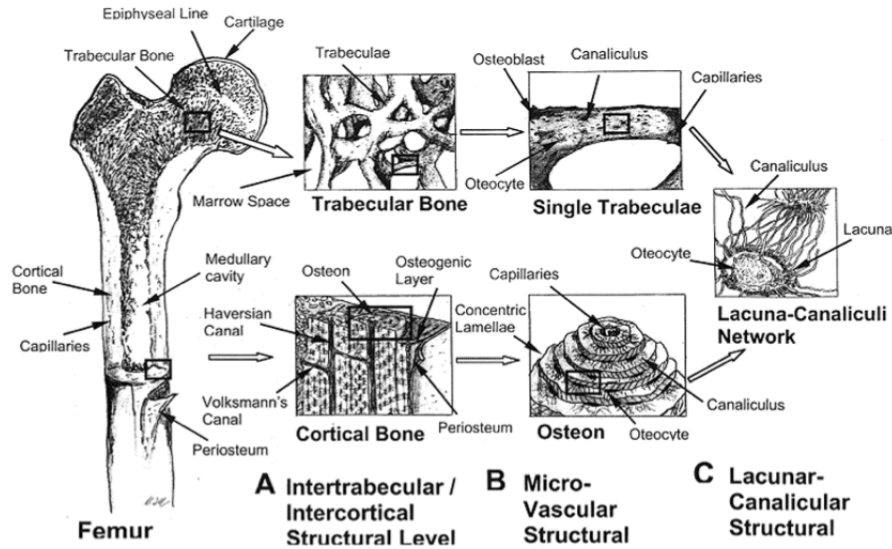 Epiphyseal Line
Cartilage
Trabecular Bone
Trabeculae
Osteoblast
Canaliculus
Capillaries
Marrow Space
Trabecular Bone
Oteocyte
Single Trabeculae
Canaliculus
Oteocyte
Lacuna
Lacuna-Canaliculi
Network
Cortical
Bone
Medullary
cavity
Capillaries
Periosteum
Femur
Osteon
Osteogenic
Layer
Haversian
Canal
Volksmann's
Canal
Periosteum
Cortical Bone
Capillaries
Concentric
Lamellae
Canaliculus
Oteocyte
Osteon
A Intertrabecular /
Intercortical
Structural Level
B Micro-
Vascular
Structural
C Lacunar-
Canalicular
Structural